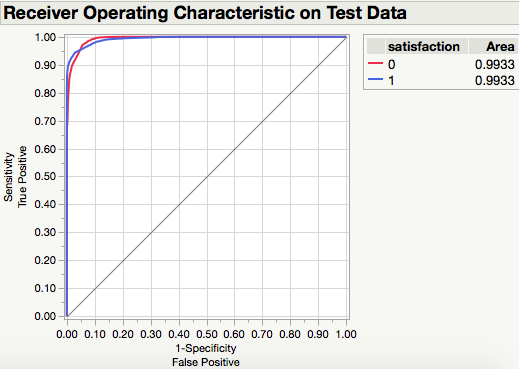 Receiver Operating Characteristic on Test Data
satisfaction Area
0 0.9933
1 0.9933
Sensitivity
True Positive
1.00
0.90
0.80
0.70
0.60
0.50
0.40
0.30
0.20
0.10
0.00
0.00 0.10 0.20 0.30 0.40 0.50 0.60 0.70 0.80 0.90 1.00
1-Specificity
False Positive